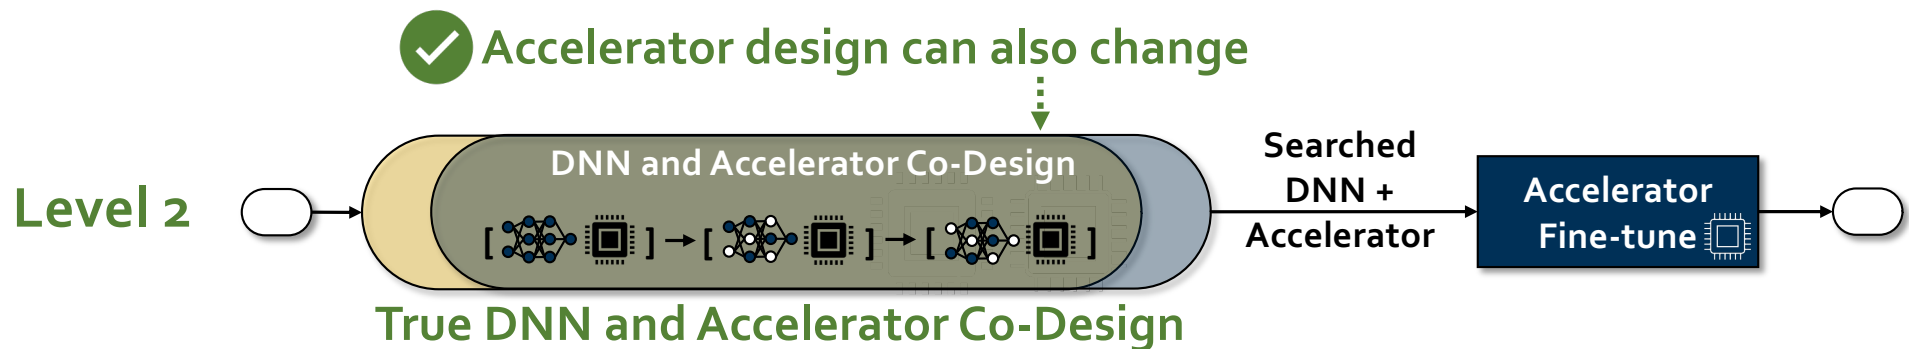 Accelerator design can also change
Level 2
DNN and Accelerator Co-Design
[ ] → [ ] → [ ]
Searched
DNN +
Accelerator
Accelerator
Fine-tune
True DNN and Accelerator Co-Design